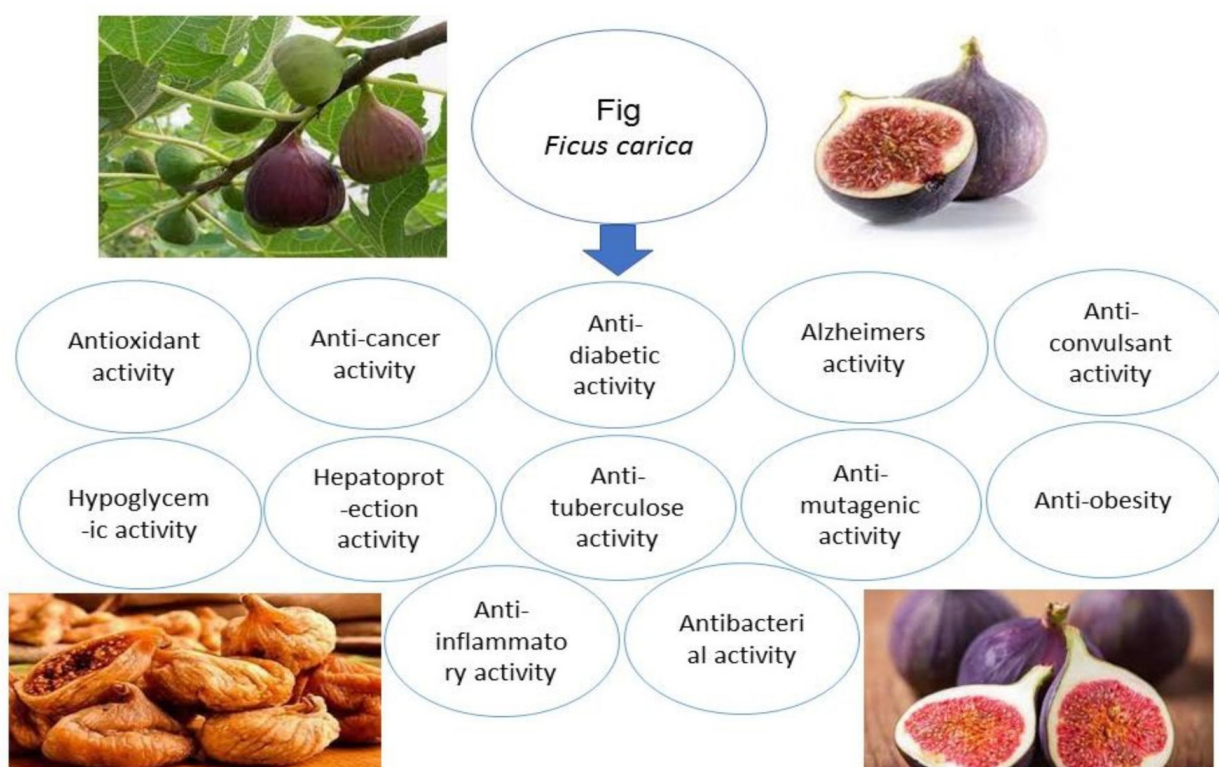 Fig
Ficus carica
Antioxidant
activity
Anti-cancer
activity
Anti-
diabetic
activity
Alzheimers
activity
Anti-
convulsant
activity
Hypoglycem
-ic activity
Hepatoprot
-ection
activity
Anti-
tuberculose
activity
Anti-
mutagenic
activity
Anti-obesity
Anti-
inflammato
ry activity
Antibacteri
al activity